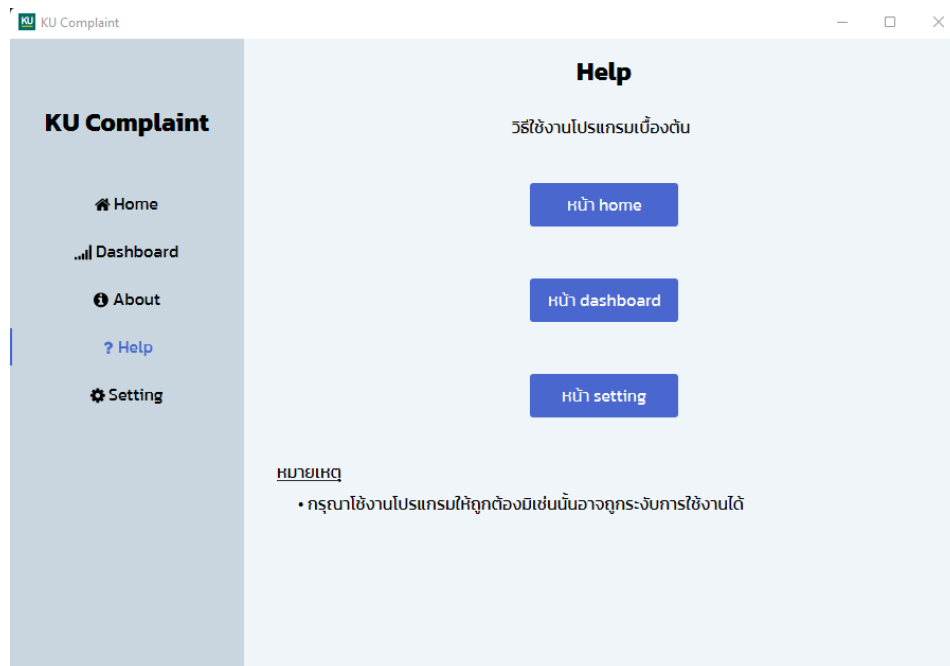 KU KU Complaint
KU Complaint
Home
Dashboard
About
? Help
Setting
Help
วิธีใช้งานโปรแกรมเบื้องต้น
หน้า home
หน้า dashboard
หน้า setting
หมายเหตุ
• กรุณาโช้งานโปรแกรมให้ถูกต้องมิเช่นนั้นอาจถูกระงับการใช้งานได้